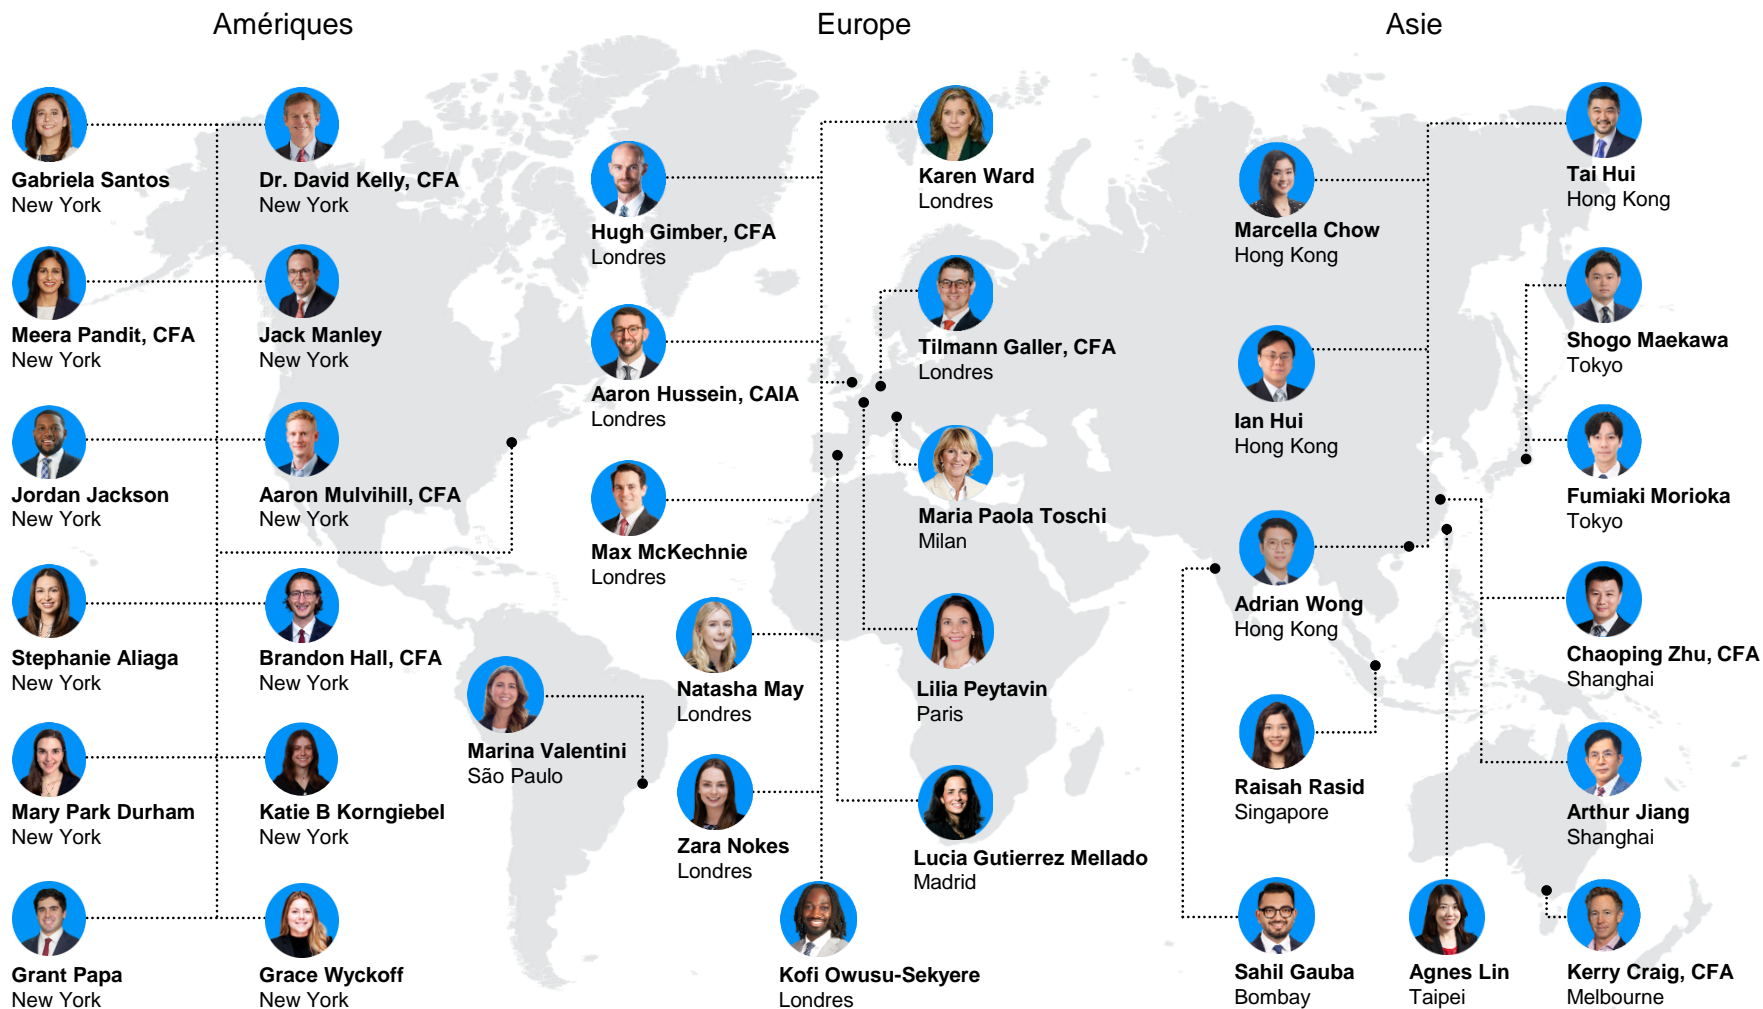 Amériques
Europe
Asie
Gabriela Santos
New York
Dr. David Kelly, CFA
New York
Meera Pandit, CFA
New York
Jack Manley
New York
Jordan Jackson
New York
Aaron Mulvihill, CFA
New York
Stephanie Aliaga
New York
Brandon Hall, CFA
New York
Mary Park Durham
New York
Katie B Korngiebel
New York
Grant Papa
New York
Grace Wyckoff
New York
Marina Valentini
São Paulo
Hugh Gimber, CFA
Londres
Karen Ward
Londres
Aaron Hussein, CAIA
Londres
Tilmann Galler, CFA
Londres
Max McKechnie
Londres
Maria Paola Toschi
Milan
Natasha May
Londres
Lilia Peytavin
Paris
Zara Nokes
Londres
Lucia Gutierrez Mellado
Madrid
Kofi Owusu-Sekyere
Londres
Marcella Chow
Hong Kong
Tai Hui
Hong Kong
Ian Hui
Hong Kong
Shogo Maekawa
Tokyo
Fumiaki Morioka
Tokyo
Adrian Wong
Hong Kong
Chaoping Zhu, CFA
Shanghai
Raisah Rasid
Singapore
Arthur Jiang
Shanghai
Sahil Gauba
Bombay
Agnes Lin
Taipei
Kerry Craig, CFA
Melbourne